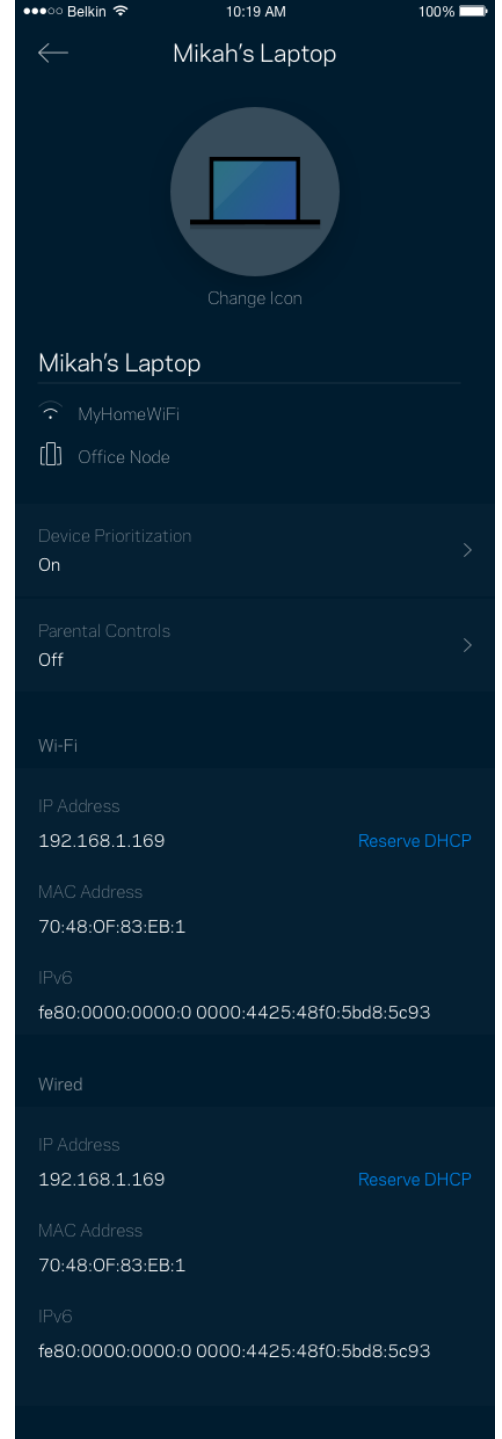 Belkin 10:19 AM 100%
Mikah's Laptop
Change Icon
Mikah's Laptop
MyHomeWiFi
Office Node
Device Prioritization
On
Parental Controls
Off
Wi-Fi
IP Address
192.168.1.169 Reserve DHCP
MAC Address
70:48:0F:83:EB:1
IPv6
fe80:0000:0000:0 0000:4425:48f0:5bd8:5c93
Wired
IP Address
192.168.1.169 Reserve DHCP
MAC Address
70:48:0F:83:EB:1
IPv6
fe80:0000:0000:0 0000:4425:48f0:5bd8:5c93